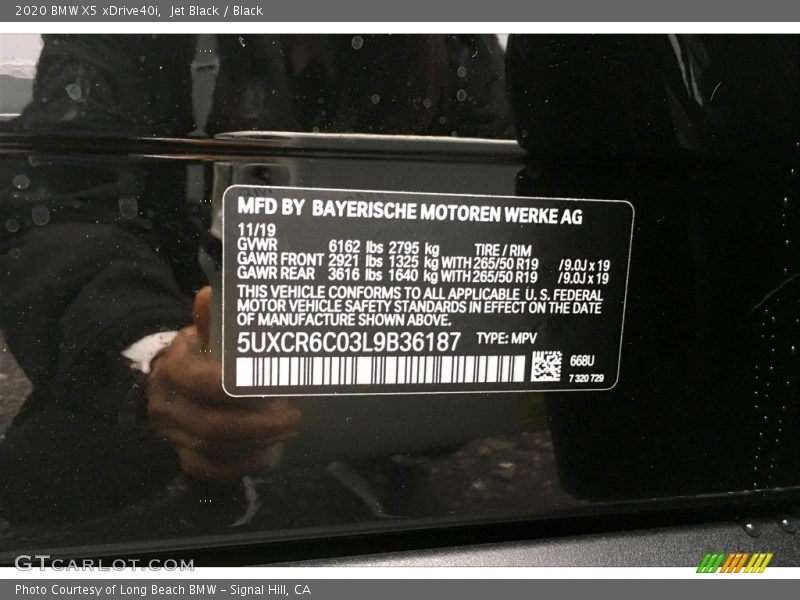 2020 BMW X5 xDrive40i, Jet Black / Black
MFD BY BAYERISCHE MOTOREN WERKE AG
11/19
GVWR 6162 lbs 2795 kg TIRE / RIM
GAWR FRONT 2921 lbs 1325 kg WITH 265/50 R19 /9.0J x 19
GAWR REAR 3616 lbs 1640 kg WITH 265/50 R19 /9.0J x 19
THIS VEHICLE CONFORMS TO ALL APPLICABLE U. S. FEDERAL
MOTOR VEHICLE SAFETY STANDARDS IN EFFECT ON THE DATE
OF MANUFACTURE SHOWN ABOVE.
5UXCR6C03L9B36187 TYPE: MPV
668U
7 320 729
GTCARLOT.COM
Photo Courtesy of Long Beach BMW - Signal Hill, CA